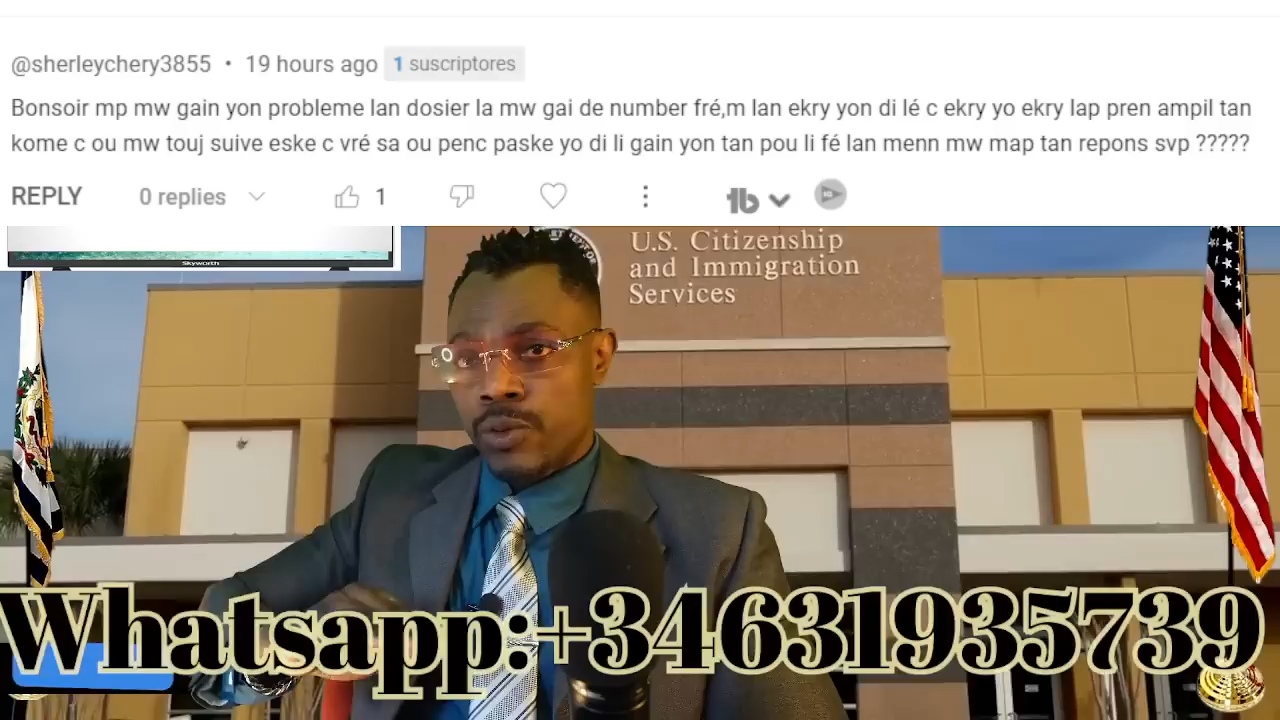 @sherleychery3855 • 19 hours ago 1 suscriptores
Bonsoir mp mw gain yon probleme lan dosier la mw gai de number fré,m lan ekry yon di lé c ekry yo ekry lap pren ampil tan
kome c ou mw touj suive eske c vré sa ou penc paske yo di li gain yon tan pou li fé lan menn mw map tan repons svp ?????
REPLY 0 replies 1
Skyworth
U.S. Citizenship
and Immigration
Services
Whatsapp:+34631935739